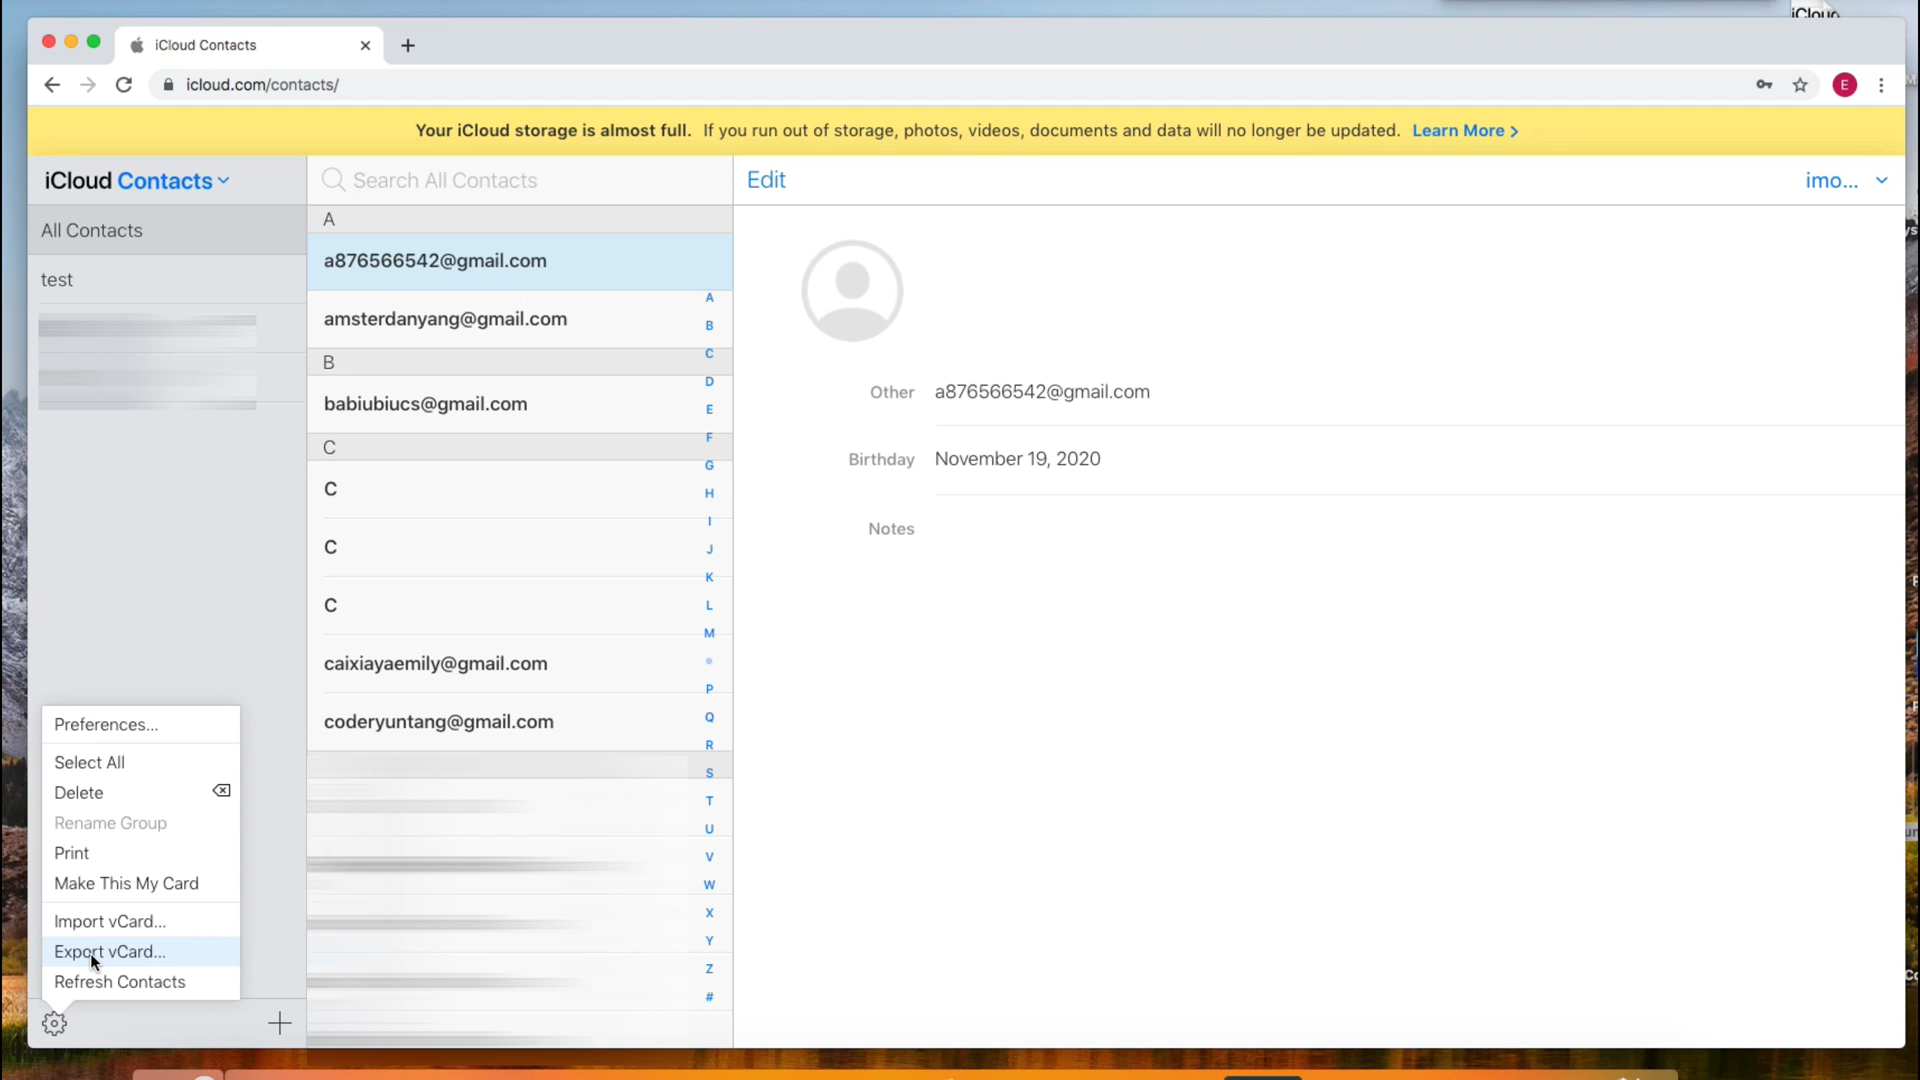 iCloud
iCloud Contacts
icloud.com/contacts/
E
Your iCloud storage is almost full. If you run out of storage, photos, videos, documents and data will no longer be updated. Learn More >
iCloud Contacts
Search All Contacts
Edit
imo...
All Contacts
test
A
a876566542@gmail.com
amsterdanyang@gmail.com
B
babiubiucs@gmail.com
C
C
C
C
caixiayaemily@gmail.com
coderyuntang@gmail.com
A
B
C
D
E
F
G
H
I
J
K
L
M
P
Q
R
S
T
U
V
W
X
Y
Z
#
Other a876566542@gmail.com
Birthday November 19, 2020
Notes
Preferences...
Select All
Delete
Rename Group
Print
Make This My Card
Import vCard...
Export vCard...
Refresh Contacts